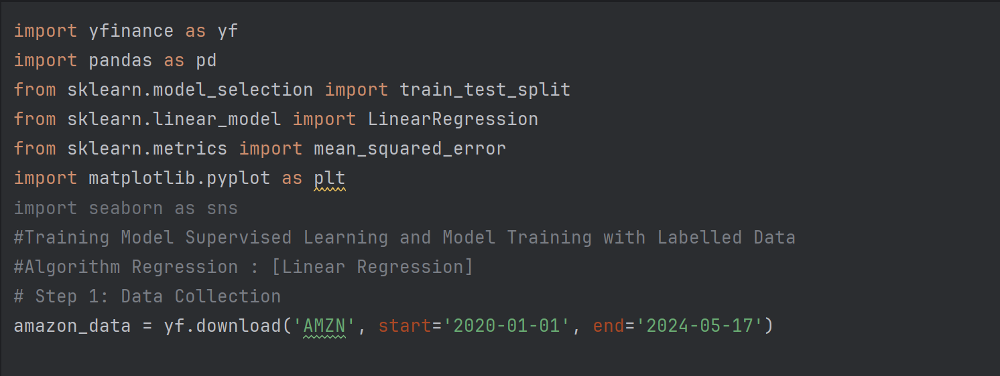 import yfinance as yf
import pandas as pd
from sklearn.model_selection import train_test_split
from sklearn.linear_model import LinearRegression
from sklearn.metrics import mean_squared_error
import matplotlib.pyplot as plt
import seaborn as sns
#Training Model Supervised Learning and Model Training with Labelled Data
#Algorithm Regression : [Linear Regression]
# Step 1: Data Collection
amazon_data = yf.download('AMZN', start='2020-01-01', end='2024-05-17')